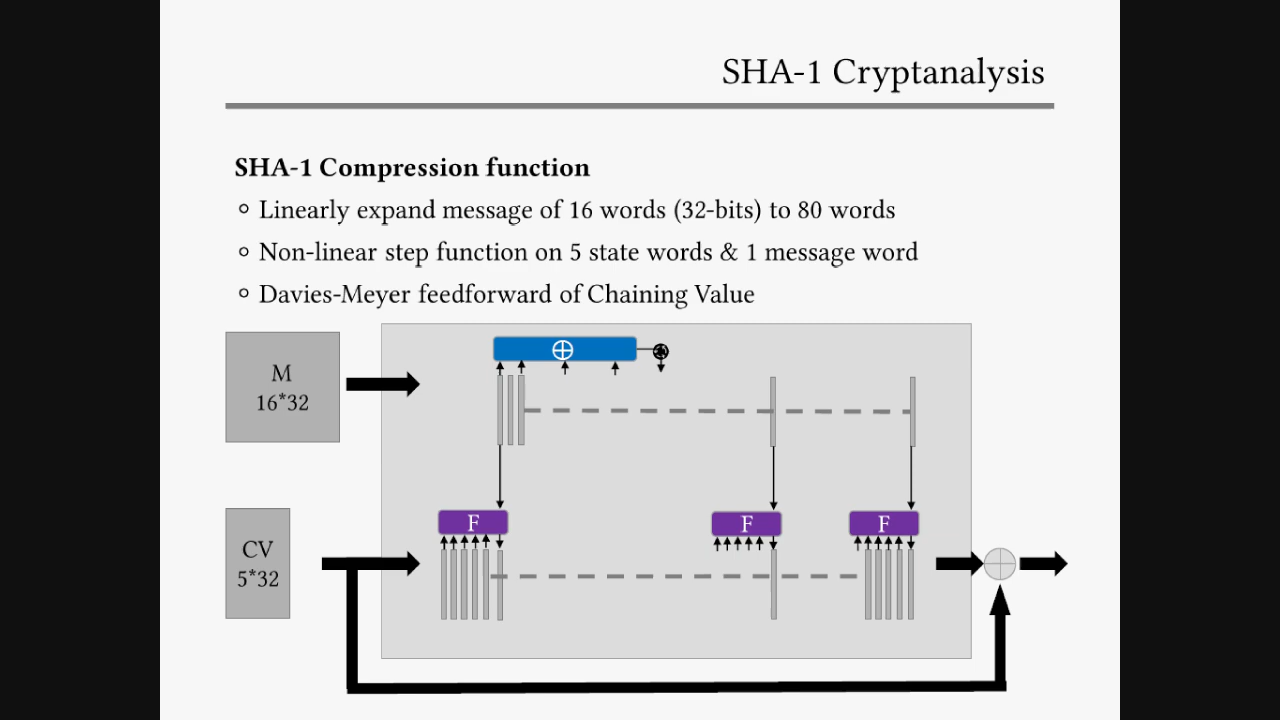 SHA-1 Cryptanalysis
SHA-1 Compression function
Linearly expand message of 16 words (32-bits) to 80 words
Non-linear step function on 5 state words & 1 message word
Davies-Meyer feedforward of Chaining Value
M
16*32
F
F
F
CV
5*32